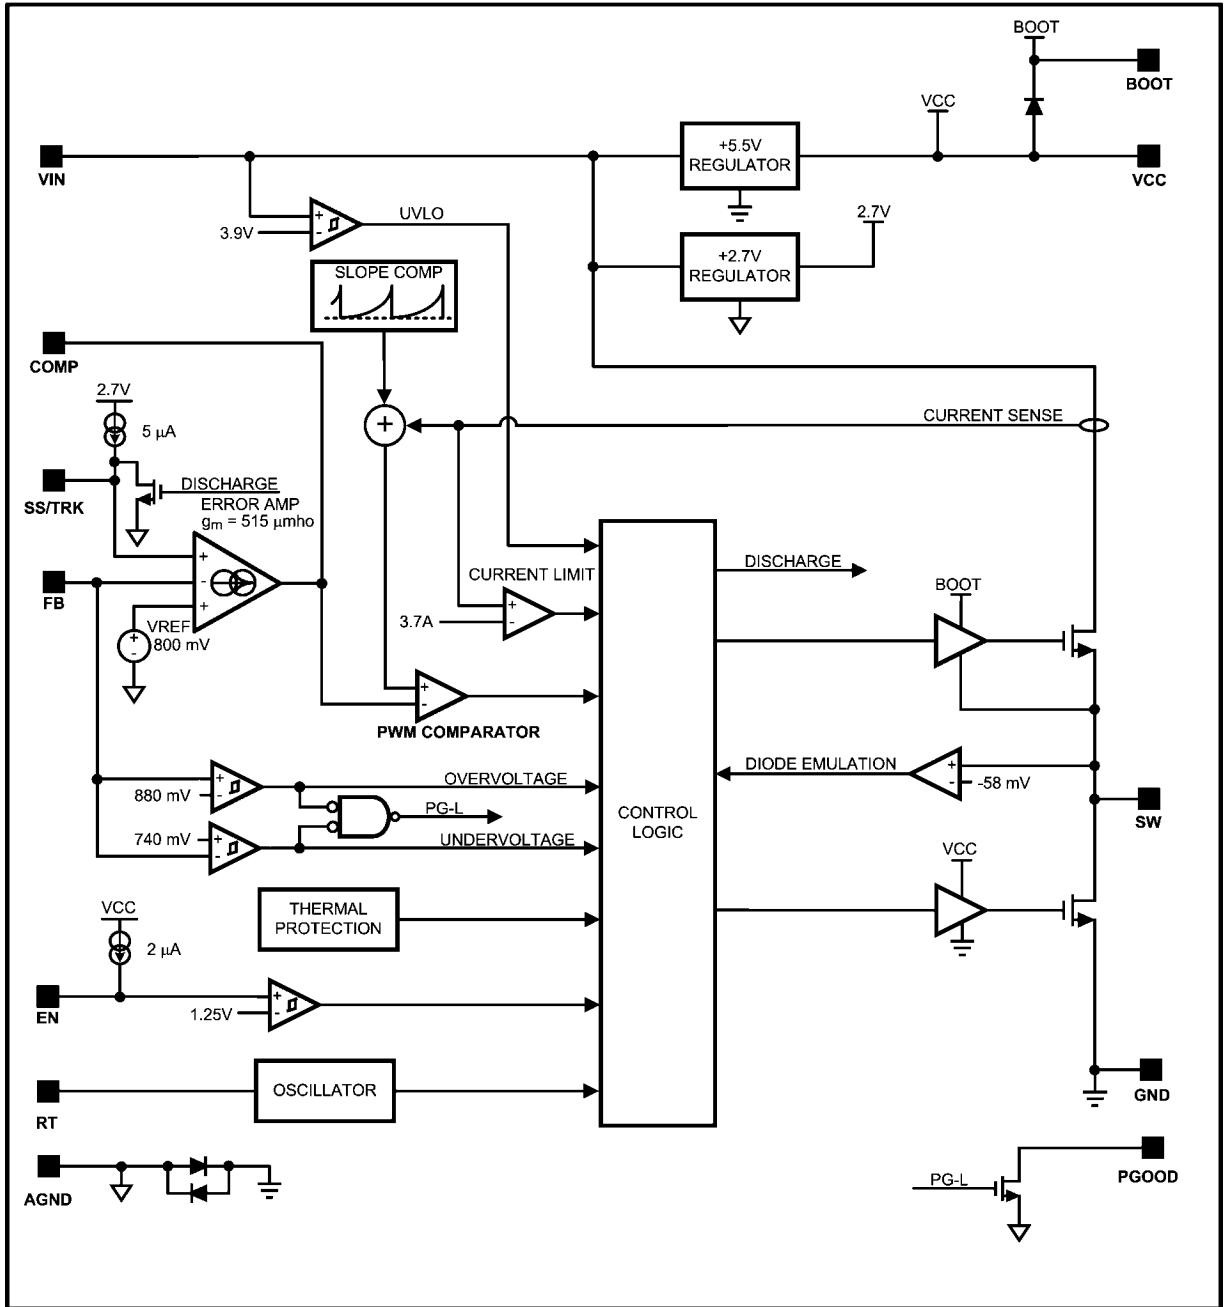 BOOT
BOOT
VCC
+5.5V
REGULATOR
VIN
VCC
+
-
UVLO
3.9V
2.7V
+2.7V
REGULATOR
SLOPE COMP
COMP
2.7V
5 µA
+
CURRENT SENSE
SS/TRK
DISCHARGE
ERROR AMP
gm = 515 µmho
+
-
+
FB
VREF
800 mV
+
-
CURRENT LIMIT
3.7A
+
-
DISCHARGE
BOOT
+
-
PWM COMPARATOR
OVERVOLTAGE
880 mV
+
-
PG-L
740 mV
+
-
UNDERVOLTAGE
CONTROL
LOGIC
DIODE EMULATION
+
-
-58 mV
SW
VCC
THERMAL
PROTECTION
VCC
2 µA
EN
1.25V
+
-
RT
OSCILLATOR
GND
AGND
PG-L
PGOOD